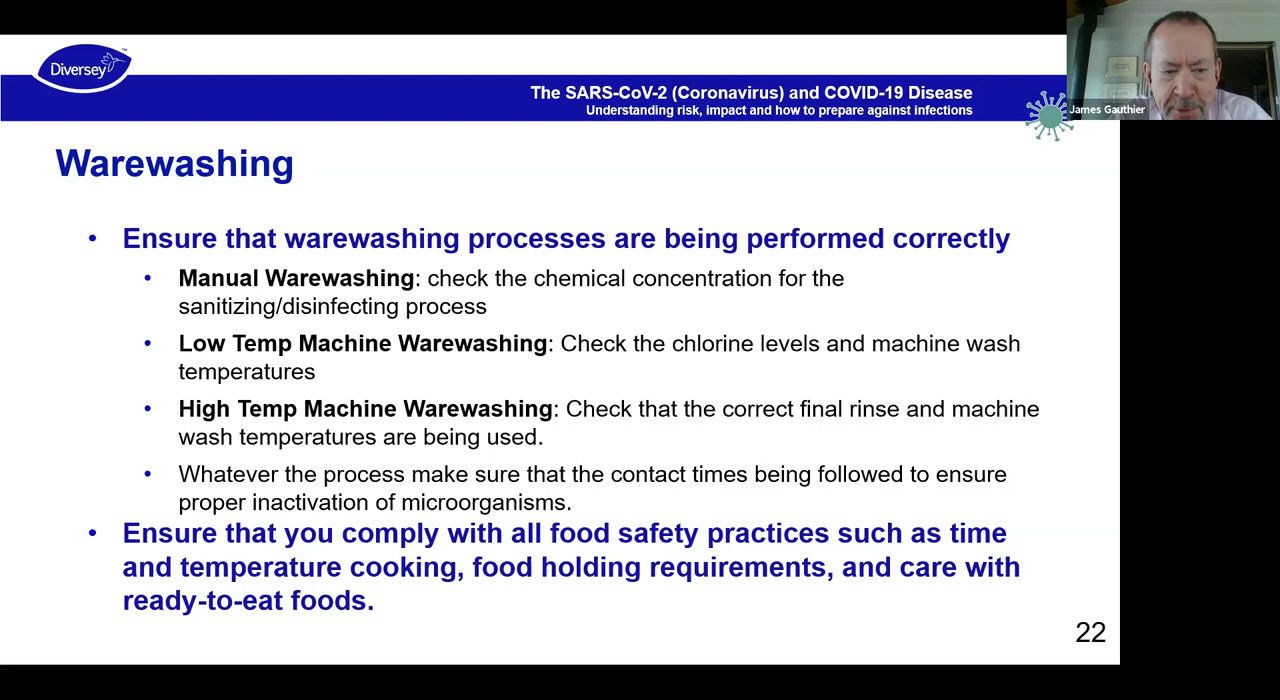 Diversey™
The SARS-CoV-2 (Coronavirus) and COVID-19 Disease
Understanding risk, impact and how to prepare against infections
James Gauthier
Warewashing
• Ensure that warewashing processes are being performed correctly
• Manual Warewashing: check the chemical concentration for the
sanitizing/disinfecting process
• Low Temp Machine Warewashing: Check the chlorine levels and machine wash
temperatures
• High Temp Machine Warewashing: Check that the correct final rinse and machine
wash temperatures are being used.
• Whatever the process make sure that the contact times being followed to ensure
proper inactivation of microorganisms.
• Ensure that you comply with all food safety practices such as time
and temperature cooking, food holding requirements, and care with
ready-to-eat foods.
22